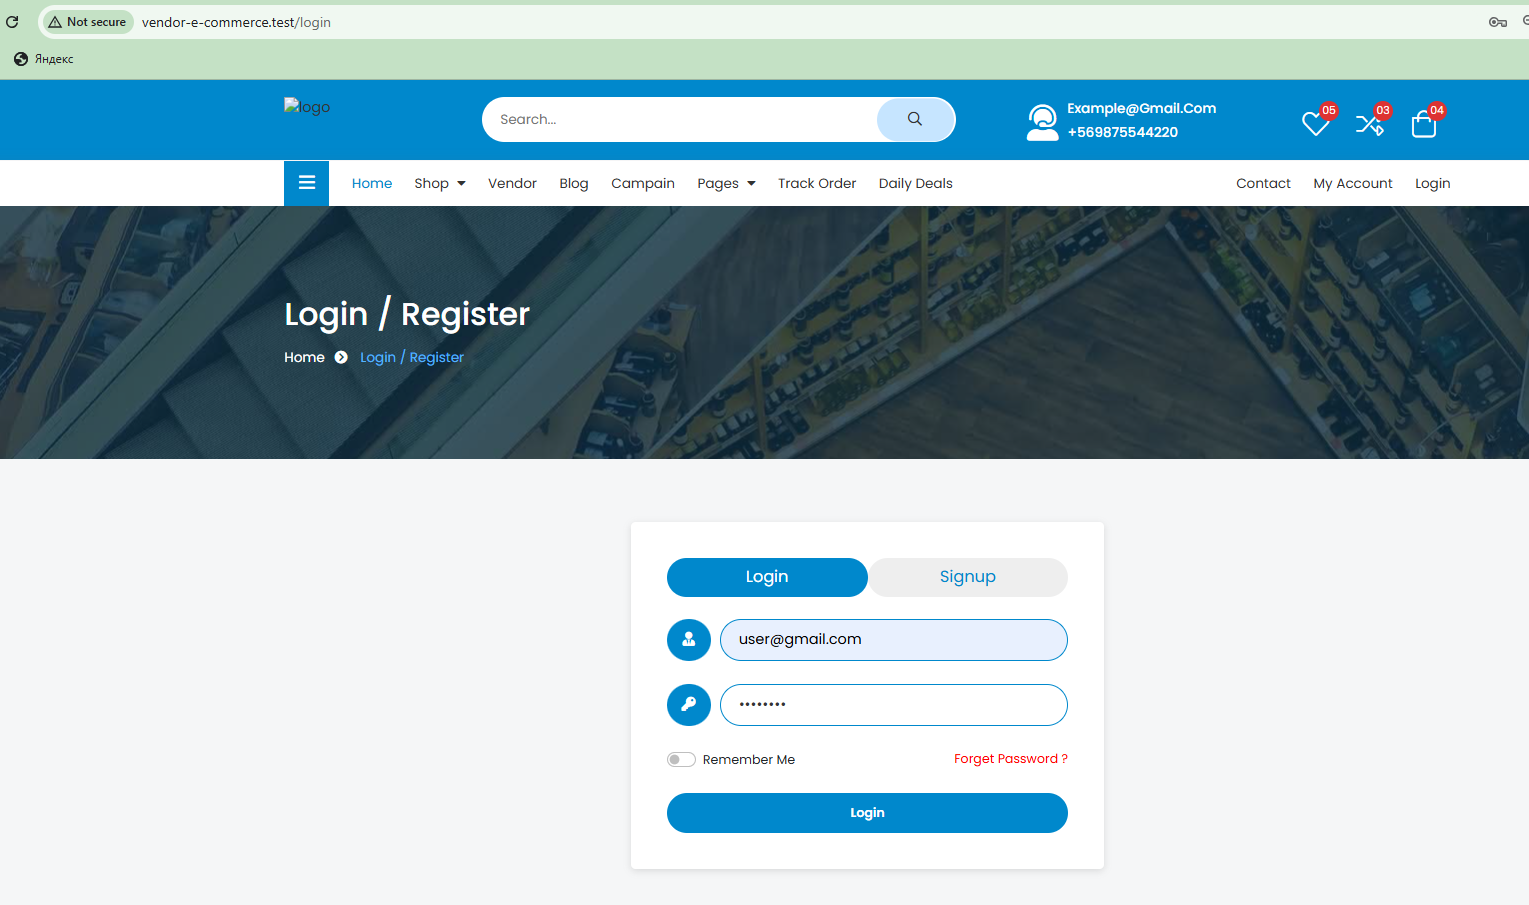 Not secure vendor-e-commerce.test/login
Яндекс
logo
Search...
Example@Gmail.Com
+569875544220
05 03 04
Home Shop Vendor Blog Campain Pages Track Order Daily Deals Contact My Account Login
Login / Register
Home Login / Register
Login Signup
user@gmail.com
••••••••
Remember Me Forget Password ?
Login